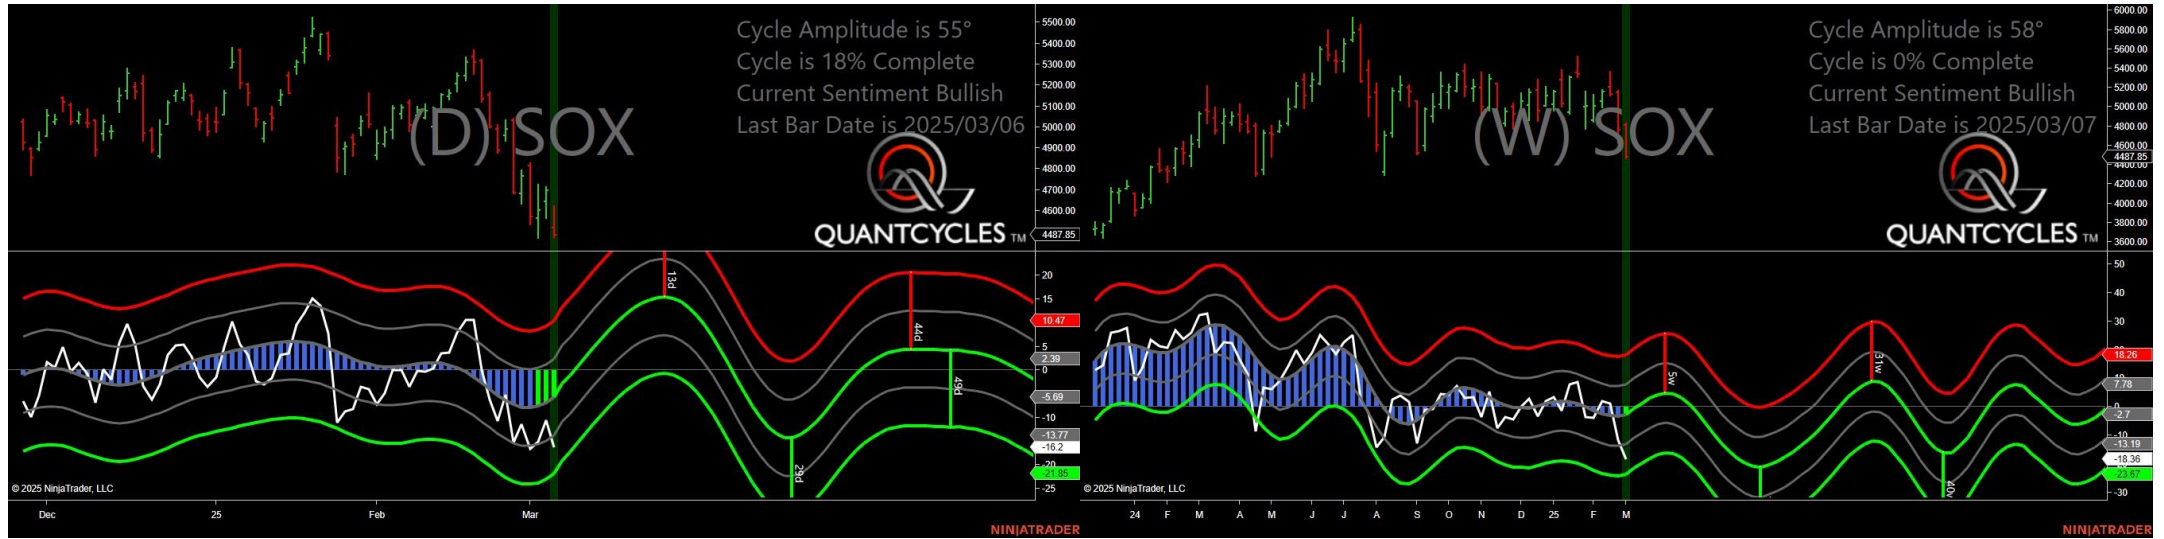 Cycle Amplitude is 55°
Cycle is 18% Complete
Current Sentiment Bullish
Last Bar Date is 2025/03/06
(D) SOX
QUANTCYCLES TM
5500.00
5400.00
5300.00
5200.00
5100.00
5000.00
4900.00
4800.00
4700.00
4600.00
4487.85
13d
29d
44d
49d
20
15
10.47
5
2.39
0
-5.69
-10
-13.77
-16.2
-20
-21.85
-25
© 2025 NinjaTrader, LLC
Dec
25
Feb
Mar
NINJATRADER
Cycle Amplitude is 58°
Cycle is 0% Complete
Current Sentiment Bullish
Last Bar Date is 2025/03/07
(W) SOX
QUANTCYCLES TM
6000.00
5800.00
5600.00
5400.00
5200.00
5000.00
4800.00
4600.00
4487.85
4400.00
4200.00
4000.00
3800.00
3600.00
5w
31w
50
40
30
18.26
10
7.78
0
-2.7
-10
-13.19
-18.36
-23.67
-30
© 2025 NinjaTrader, LLC
24
F
M
A
M
J
J
A
S
O
N
D
25
F
M
NINJATRADER